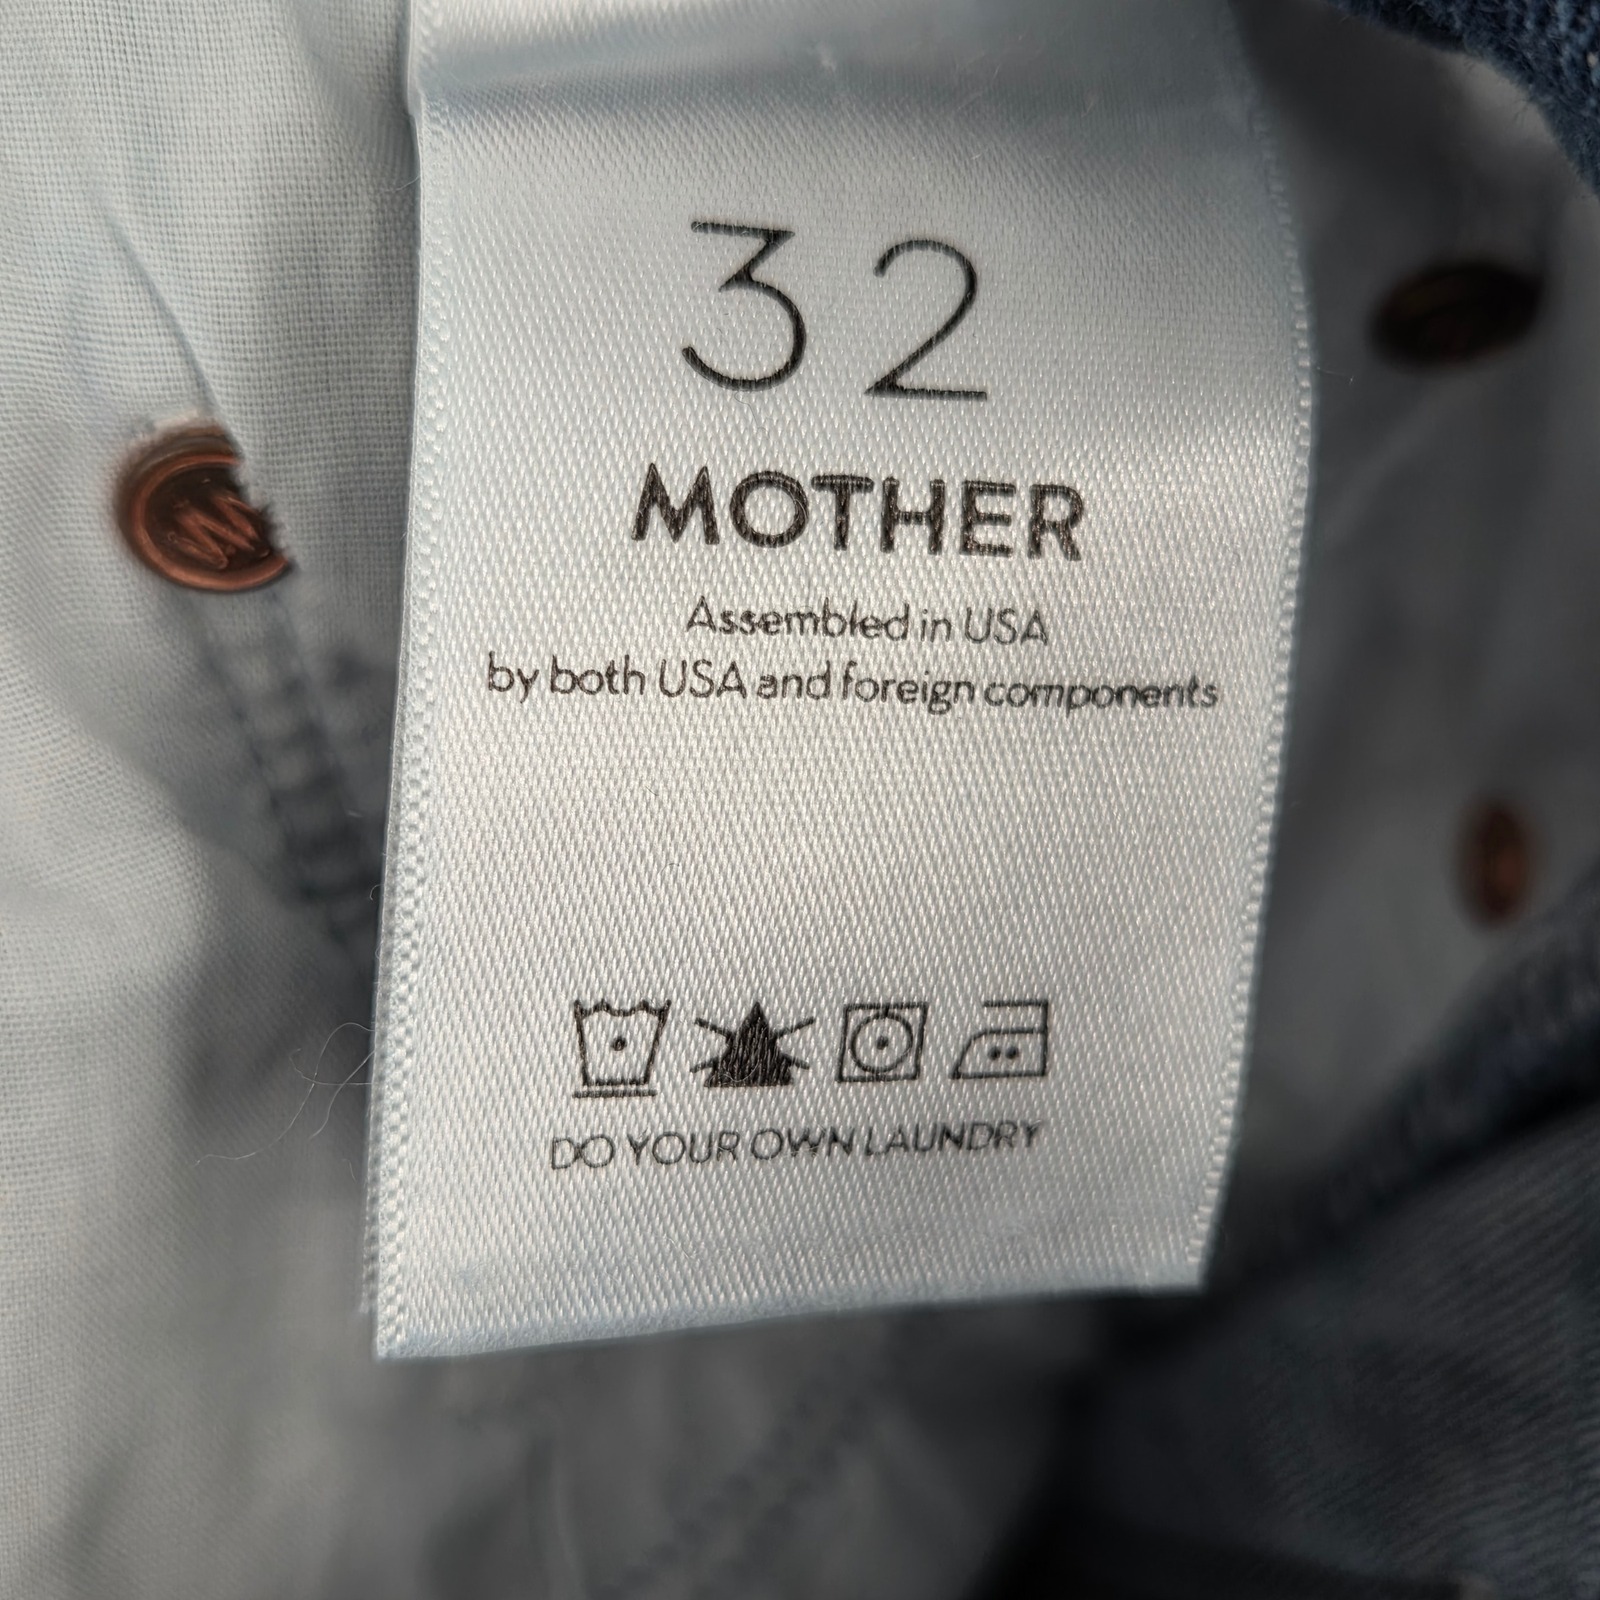 32
MOTHER
Assembled in USA
by both USA and foreign components
DO YOUR OWN LAUNDRY